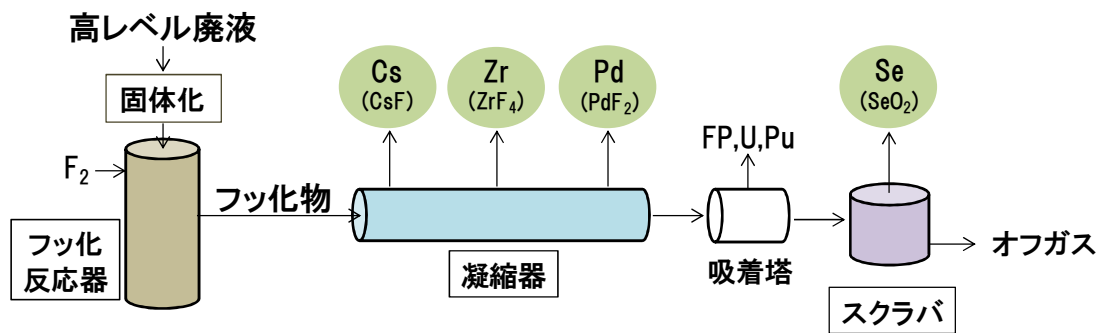 高レベル廃液
固体化
F2
フッ化
反応器
フッ化物
Cs
(CsF)
Zr
(ZrF4)
Pd
(PdF2)
凝縮器
FP,U,Pu
吸着塔
Se
(SeO2)
スクラバ
オフガス